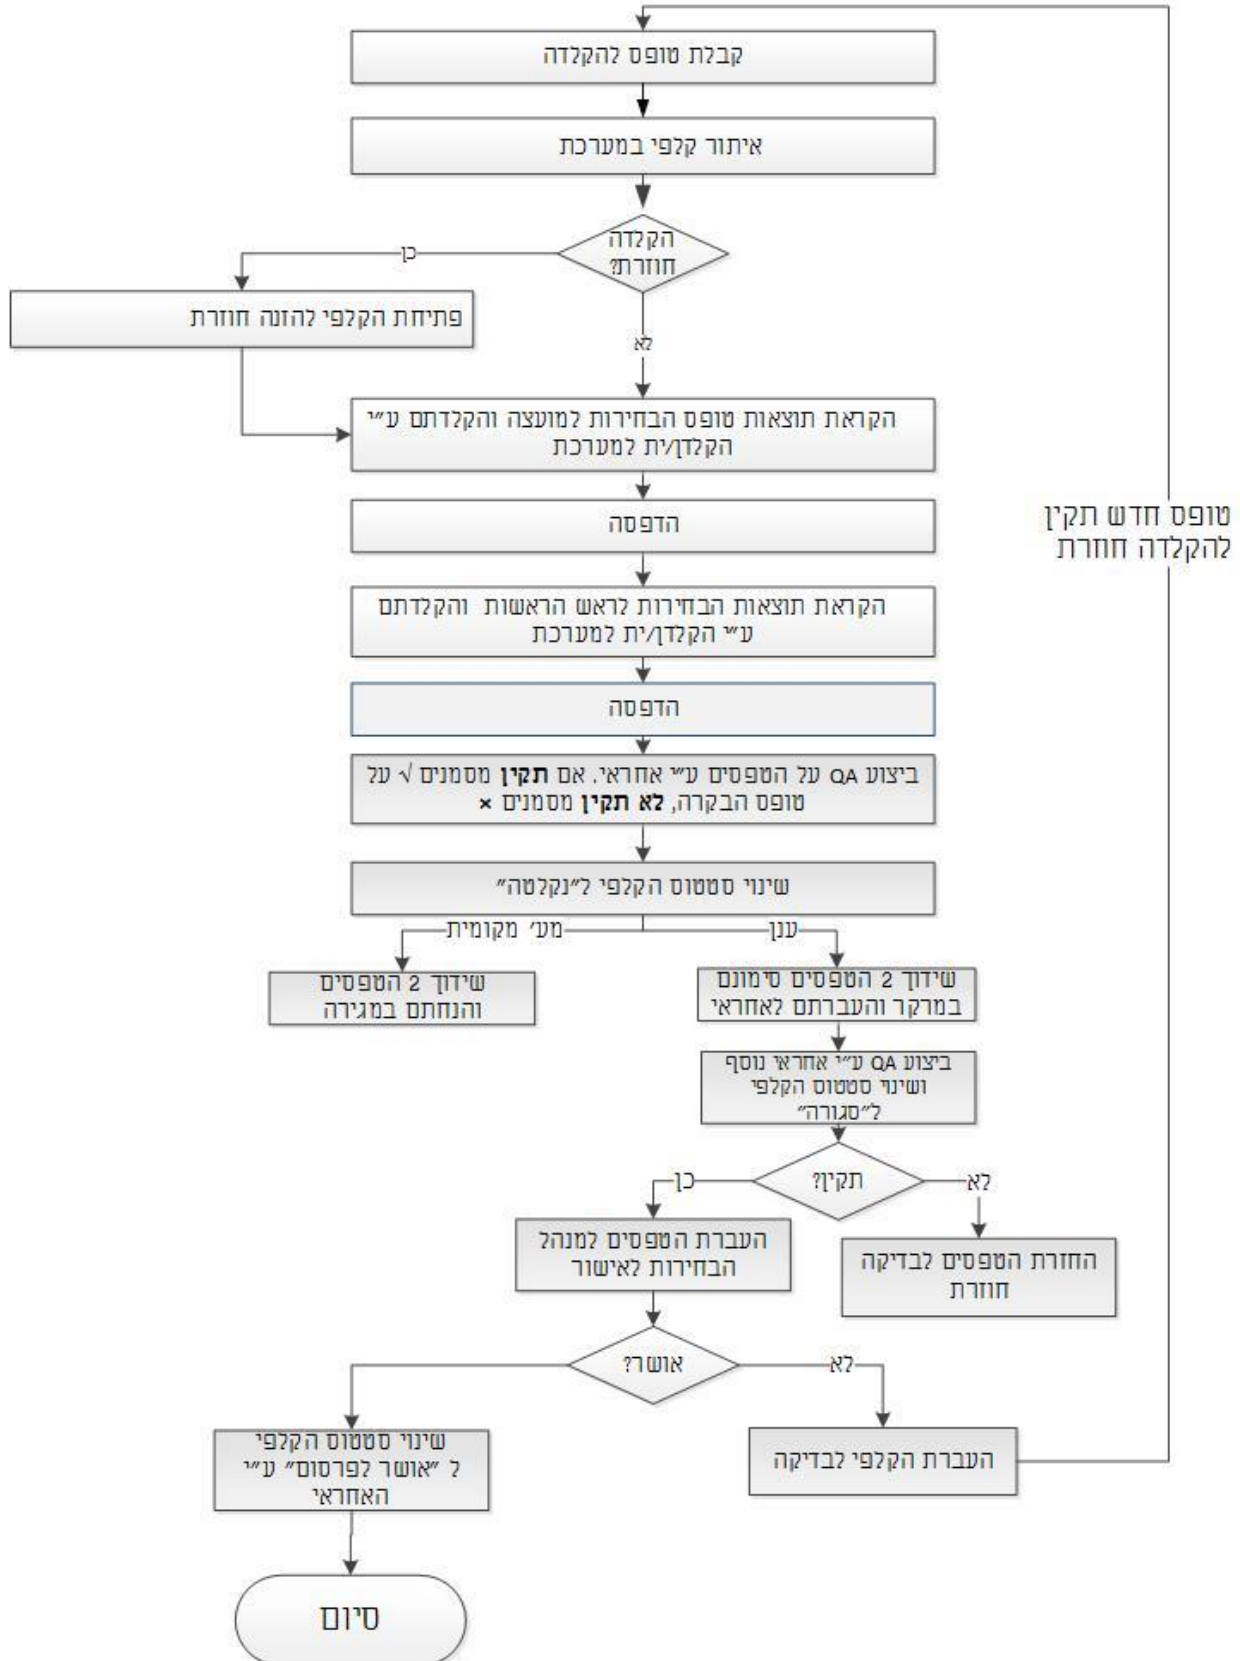 קבלת טופס להקלדה
איתור קלפי במערכת
הקלדה
חוזרת?
כן
פתיחת הקלפי להזנה חוזרת
לא
הקראת תוצאות טופס הבחירות למועצה והקלדתם ע״י
הקלדן/ית למערכת
הדפסה
טופס חדש תקין
להקלדה חוזרת
הקראת תוצאות הבחירות לראש הראשות והקלדתם
ע״י הקלדן/ית למערכת
הדפסה
ביצוע QA על הטפסים ע״י אחראי. אם תקין מסמנים √ על
טופס הבקרה, לא תקין מסמנים ×
שינוי סטטוס הקלפי ל״נקלטה״
ענן
מע׳ מקומית
שידוך 2 הטפסים סימונם
במרקר והעברתם לאחראי
שידוך 2 הטפסים
והנחתם במגירה
ביצוע QA ע״י אחראי נוסף
ושינוי סטטוס הקלפי
ל״סגורה״
תקין?
לא
כן
החזרת הטפסים לבדיקה
חוזרת
העברת הטפסים למנהל
הבחירות לאישור
אושר?
לא
העברת הקלפי לבדיקה
שינוי סטטוס הקלפי
ל ״אושר לפרסום״ ע״י
האחראי
סיום